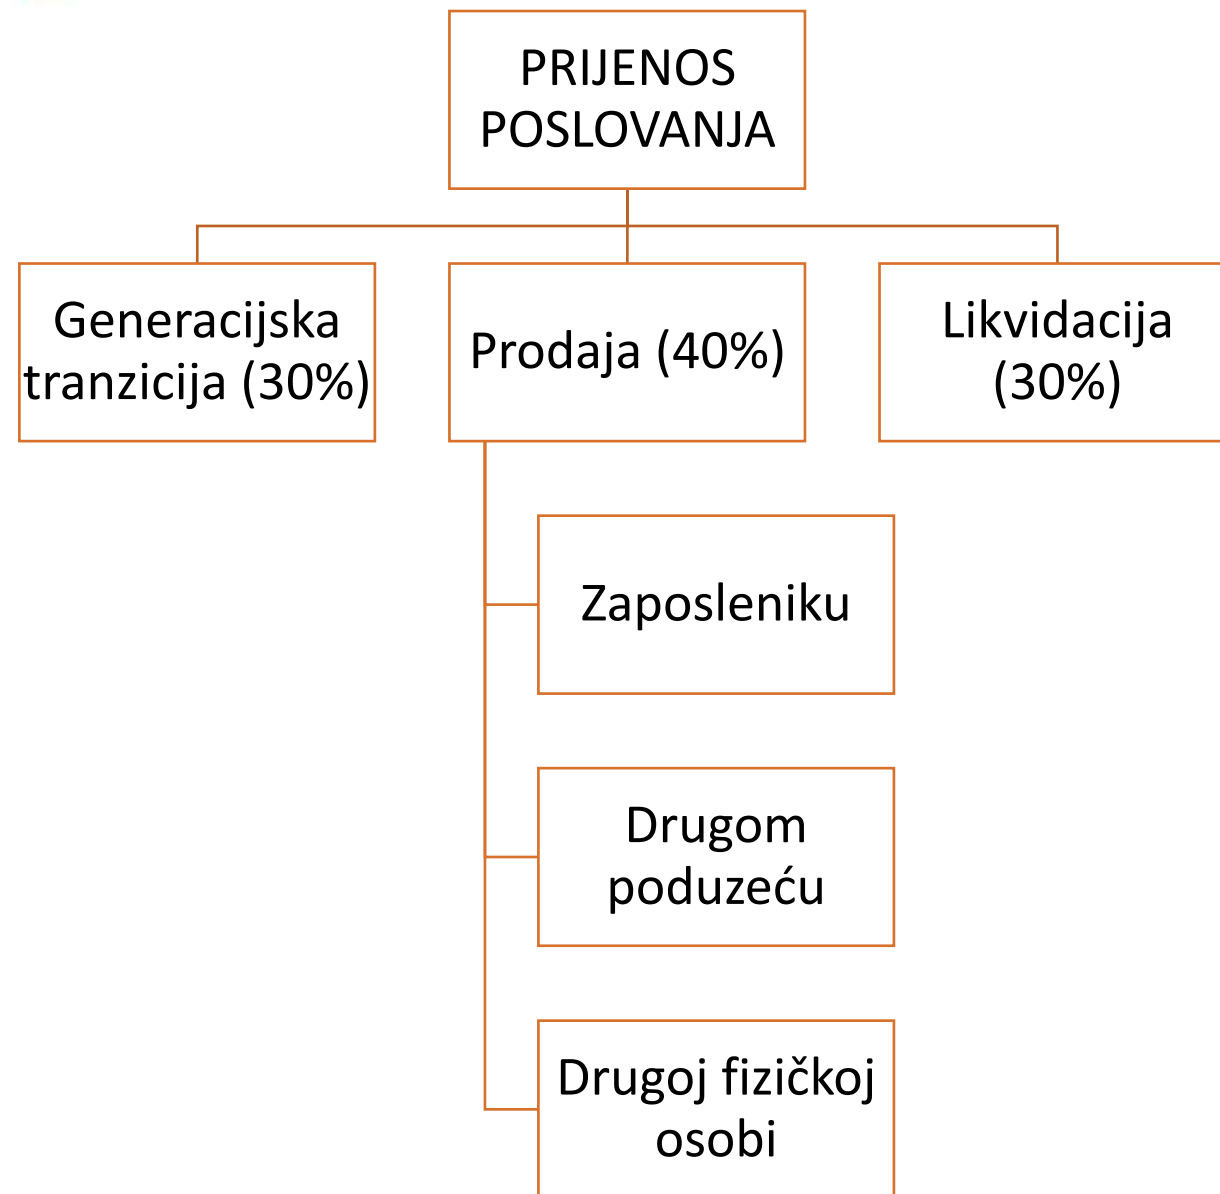 PRIJENOS
POSLOVANJA
Generacijska
tranzicija (30%)
Prodaja (40%)
Likvidacija
(30%)
Zaposleniku
Drugom
poduzeću
Drugoj fizičkoj
osobi